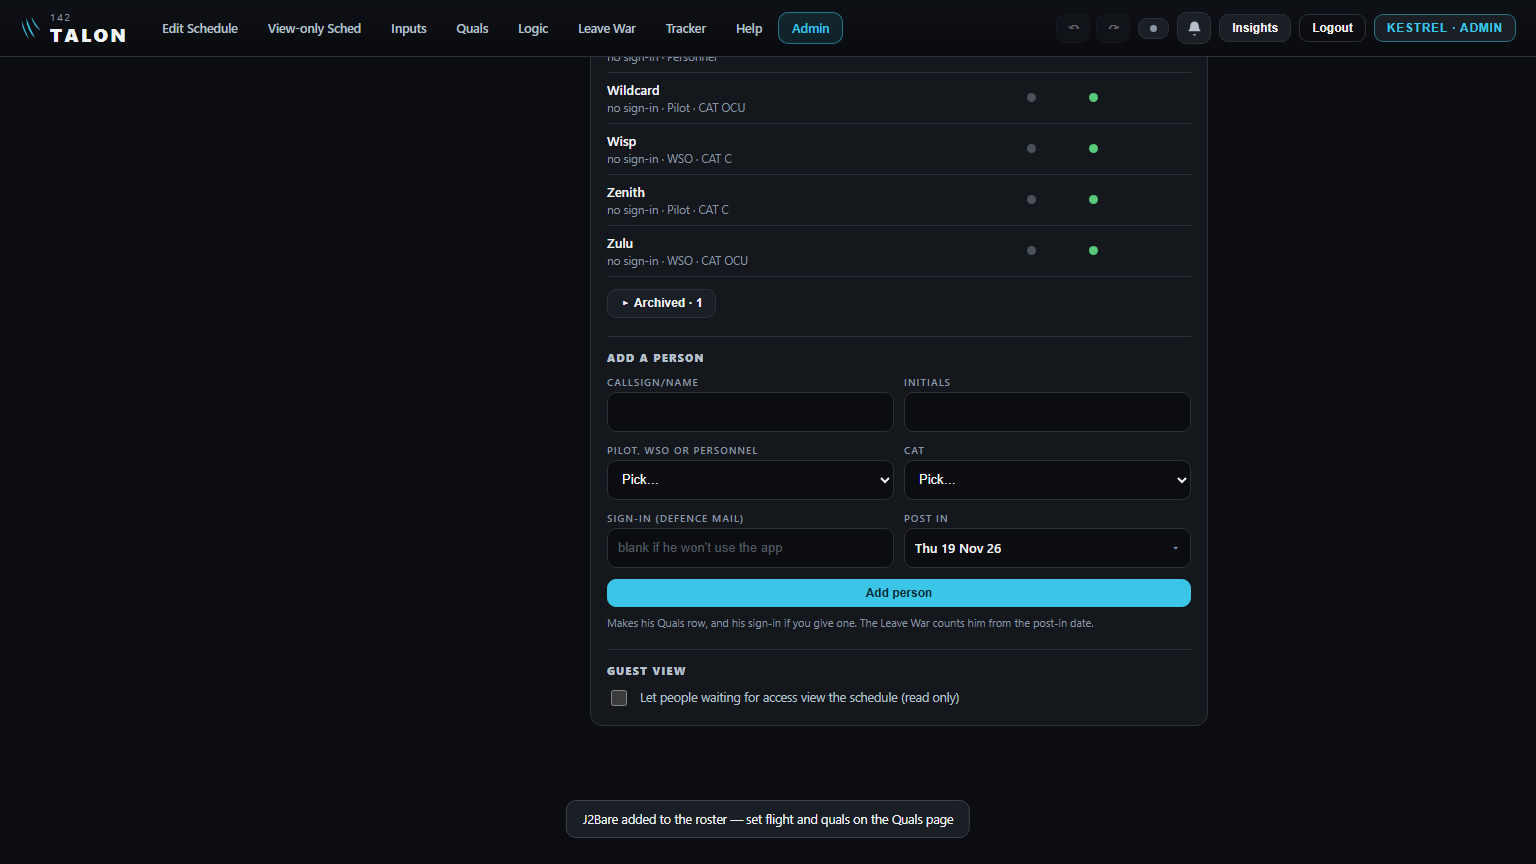 142
TALON
Edit Schedule
View-only Sched
Inputs
Quals
Logic
Leave War
Tracker
Help
Admin
Insights
Logout
KESTREL · ADMIN
no sign-in · Personnel
Wildcard
no sign-in · Pilot · CAT OCU
Wisp
no sign-in · WSO · CAT C
Zenith
no sign-in · Pilot · CAT C
Zulu
no sign-in · WSO · CAT OCU
▸ Archived · 1
ADD A PERSON
CALLSIGN/NAME
INITIALS
PILOT, WSO OR PERSONNEL
CAT
Pick…
Pick…
SIGN-IN (DEFENCE MAIL)
POST IN
blank if he won't use the app
Thu 19 Nov 26
Add person
Makes his Quals row, and his sign-in if you give one. The Leave War counts him from the post-in date.
GUEST VIEW
Let people waiting for access view the schedule (read only)
J2Bare added to the roster — set flight and quals on the Quals page